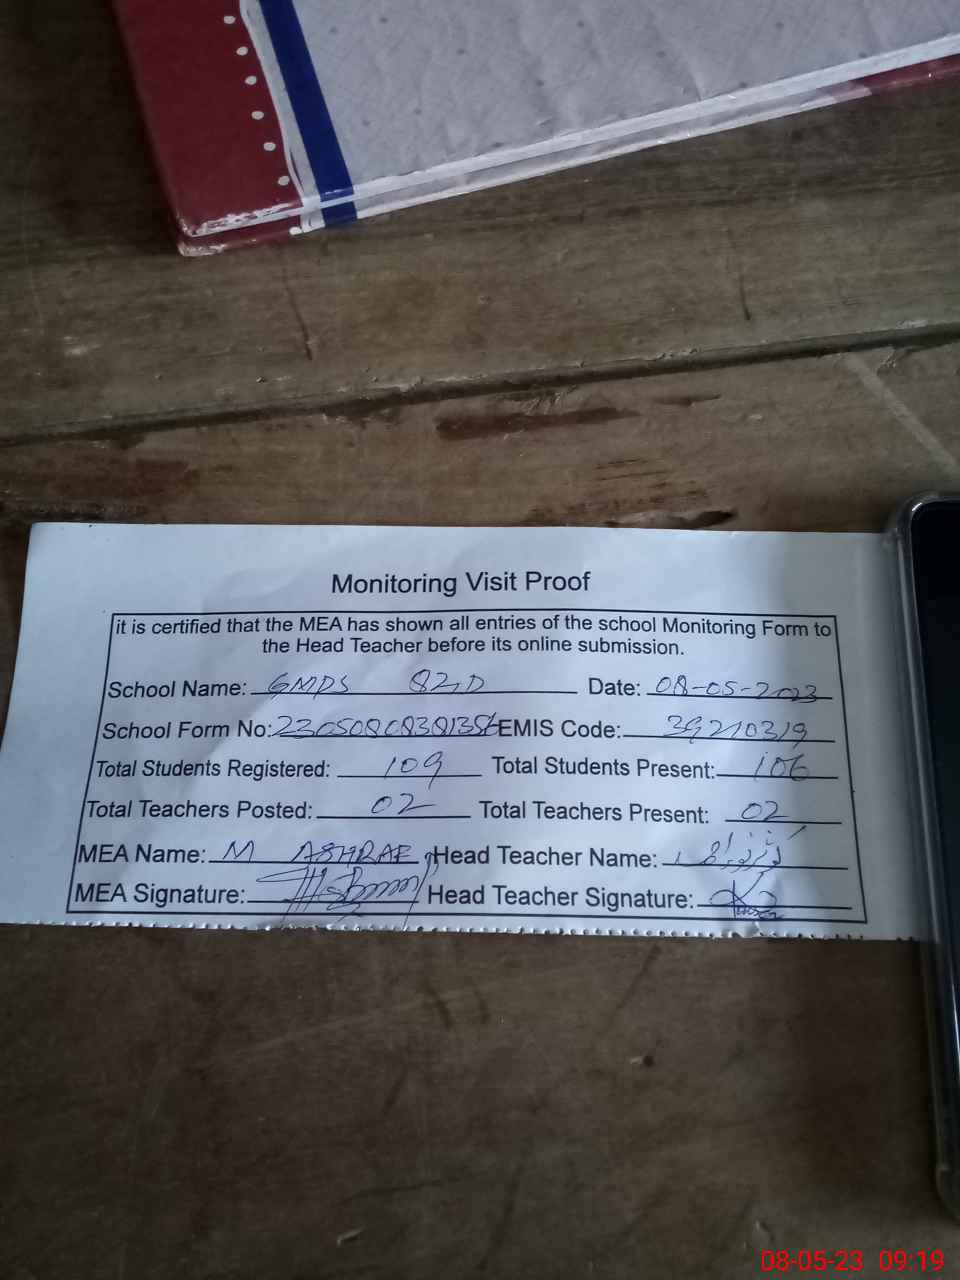 Monitoring Visit Proof
it is certified that the MEA has shown all entries of the school Monitoring Form to
the Head Teacher before its online submission.
School Name: GMPS 82/D Date: 08-05-2023
School Form No: EMIS Code: 39210319
Total Students Registered: 109 Total Students Present: 106
Total Teachers Posted: 02 Total Teachers Present: 02
MEA Name: M ASHRAF Head Teacher Name:
MEA Signature: Head Teacher Signature:
08-05-23 09:19